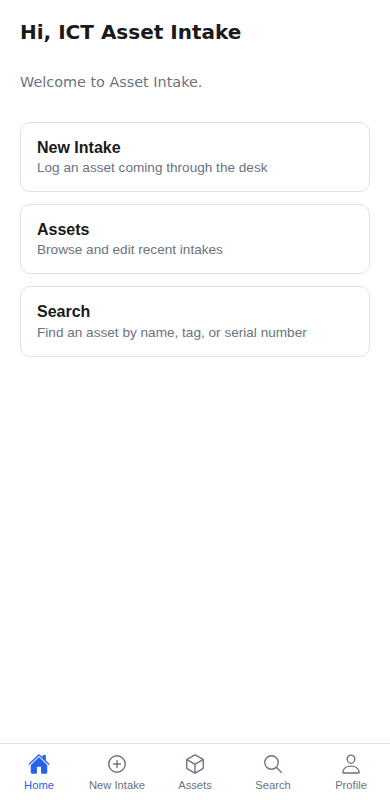 Hi, ICT Asset Intake
Welcome to Asset Intake.
New Intake
Log an asset coming through the desk
Assets
Browse and edit recent intakes
Search
Find an asset by name, tag, or serial number
Home
New Intake
Assets
Search
Profile